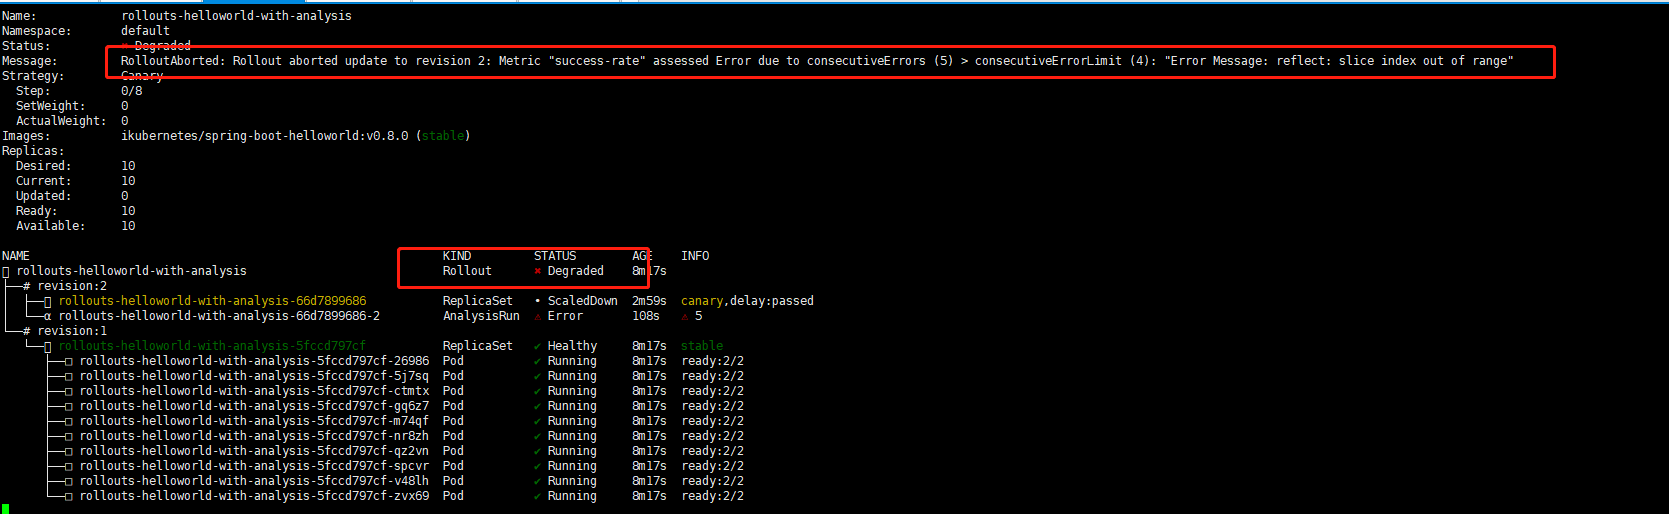 Name: rollouts-helloworld-with-analysis
Namespace: default
Status: ✖ Degraded
Message: RolloutAborted: Rollout aborted update to revision 2: Metric "success-rate" assessed Error due to consecutiveErrors (5) > consecutiveErrorLimit (4): "Error Message: reflect: slice index out of range"
Strategy: Canary
Step: 0/8
SetWeight: 0
ActualWeight: 0
Images: ikubernetes/spring-boot-helloworld:v0.8.0 (stable)
Replicas:
Desired: 10
Current: 10
Updated: 0
Ready: 10
Available: 10
NAME KIND STATUS AGE INFO
rollouts-helloworld-with-analysis Rollout ✖ Degraded 8m17s
├──# revision:2
│ ├──□ rollouts-helloworld-with-analysis-66d7899686 ReplicaSet • ScaledDown 2m59s canary,delay:passed
│ └──α rollouts-helloworld-with-analysis-66d7899686-2 AnalysisRun ⚠ Error 108s ⚠ 5
└──# revision:1
└──□ rollouts-helloworld-with-analysis-5fccd797cf ReplicaSet ✔ Healthy 8m17s stable
├──□ rollouts-helloworld-with-analysis-5fccd797cf-26986 Pod ✔ Running 8m17s ready:2/2
├──□ rollouts-helloworld-with-analysis-5fccd797cf-5j7sq Pod ✔ Running 8m17s ready:2/2
├──□ rollouts-helloworld-with-analysis-5fccd797cf-ctmtx Pod ✔ Running 8m17s ready:2/2
├──□ rollouts-helloworld-with-analysis-5fccd797cf-gq6z7 Pod ✔ Running 8m17s ready:2/2
├──□ rollouts-helloworld-with-analysis-5fccd797cf-m74qf Pod ✔ Running 8m17s ready:2/2
├──□ rollouts-helloworld-with-analysis-5fccd797cf-nr8zh Pod ✔ Running 8m17s ready:2/2
├──□ rollouts-helloworld-with-analysis-5fccd797cf-qz2vn Pod ✔ Running 8m17s ready:2/2
├──□ rollouts-helloworld-with-analysis-5fccd797cf-spcvr Pod ✔ Running 8m17s ready:2/2
├──□ rollouts-helloworld-with-analysis-5fccd797cf-v48lh Pod ✔ Running 8m17s ready:2/2
└──□ rollouts-helloworld-with-analysis-5fccd797cf-zvx69 Pod ✔ Running 8m17s ready:2/2